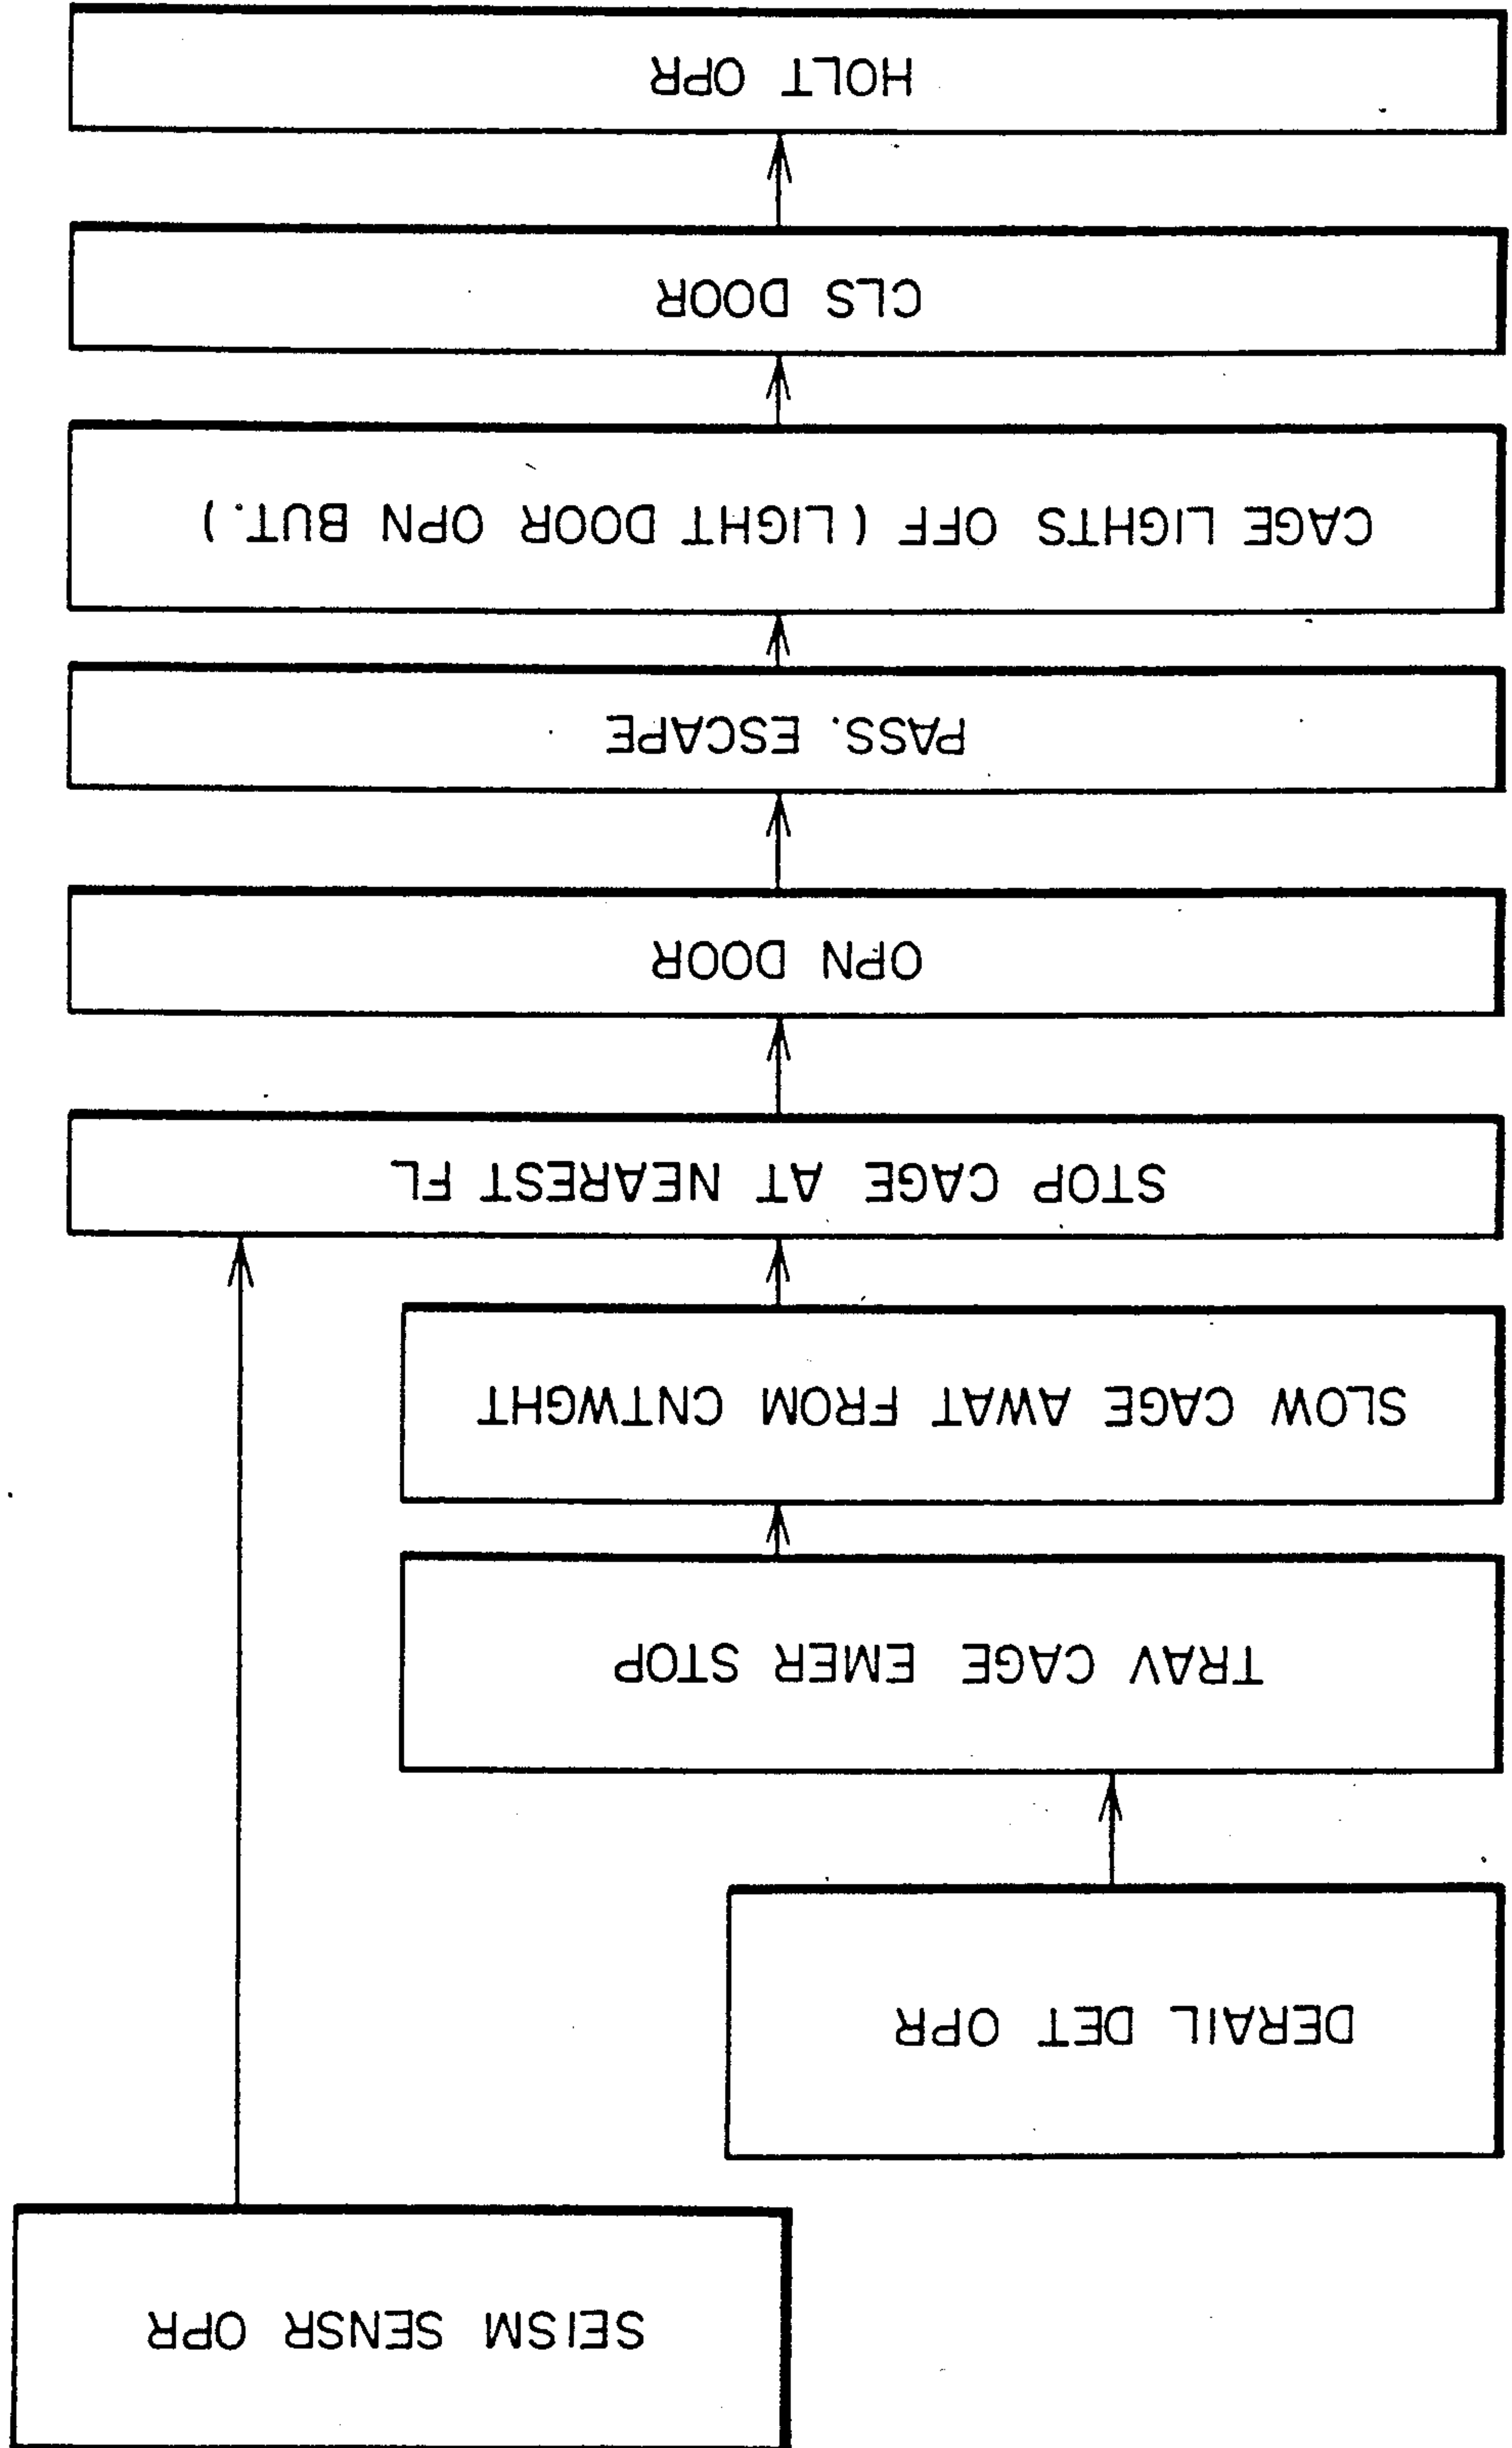 SEISM SENSR OPR
DERAIL DET OPR
TRAV CAGE EMER STOP
SLOW CAGE AWAT FROM CNTWGHT
STOP CAGE AT NEAREST FL
OPN DOOR
PASS. ESCAPE
CAGE LIGHTS OFF (LIGHT DOOR OPN BUT.)
CLS DOOR
HOLT OPR